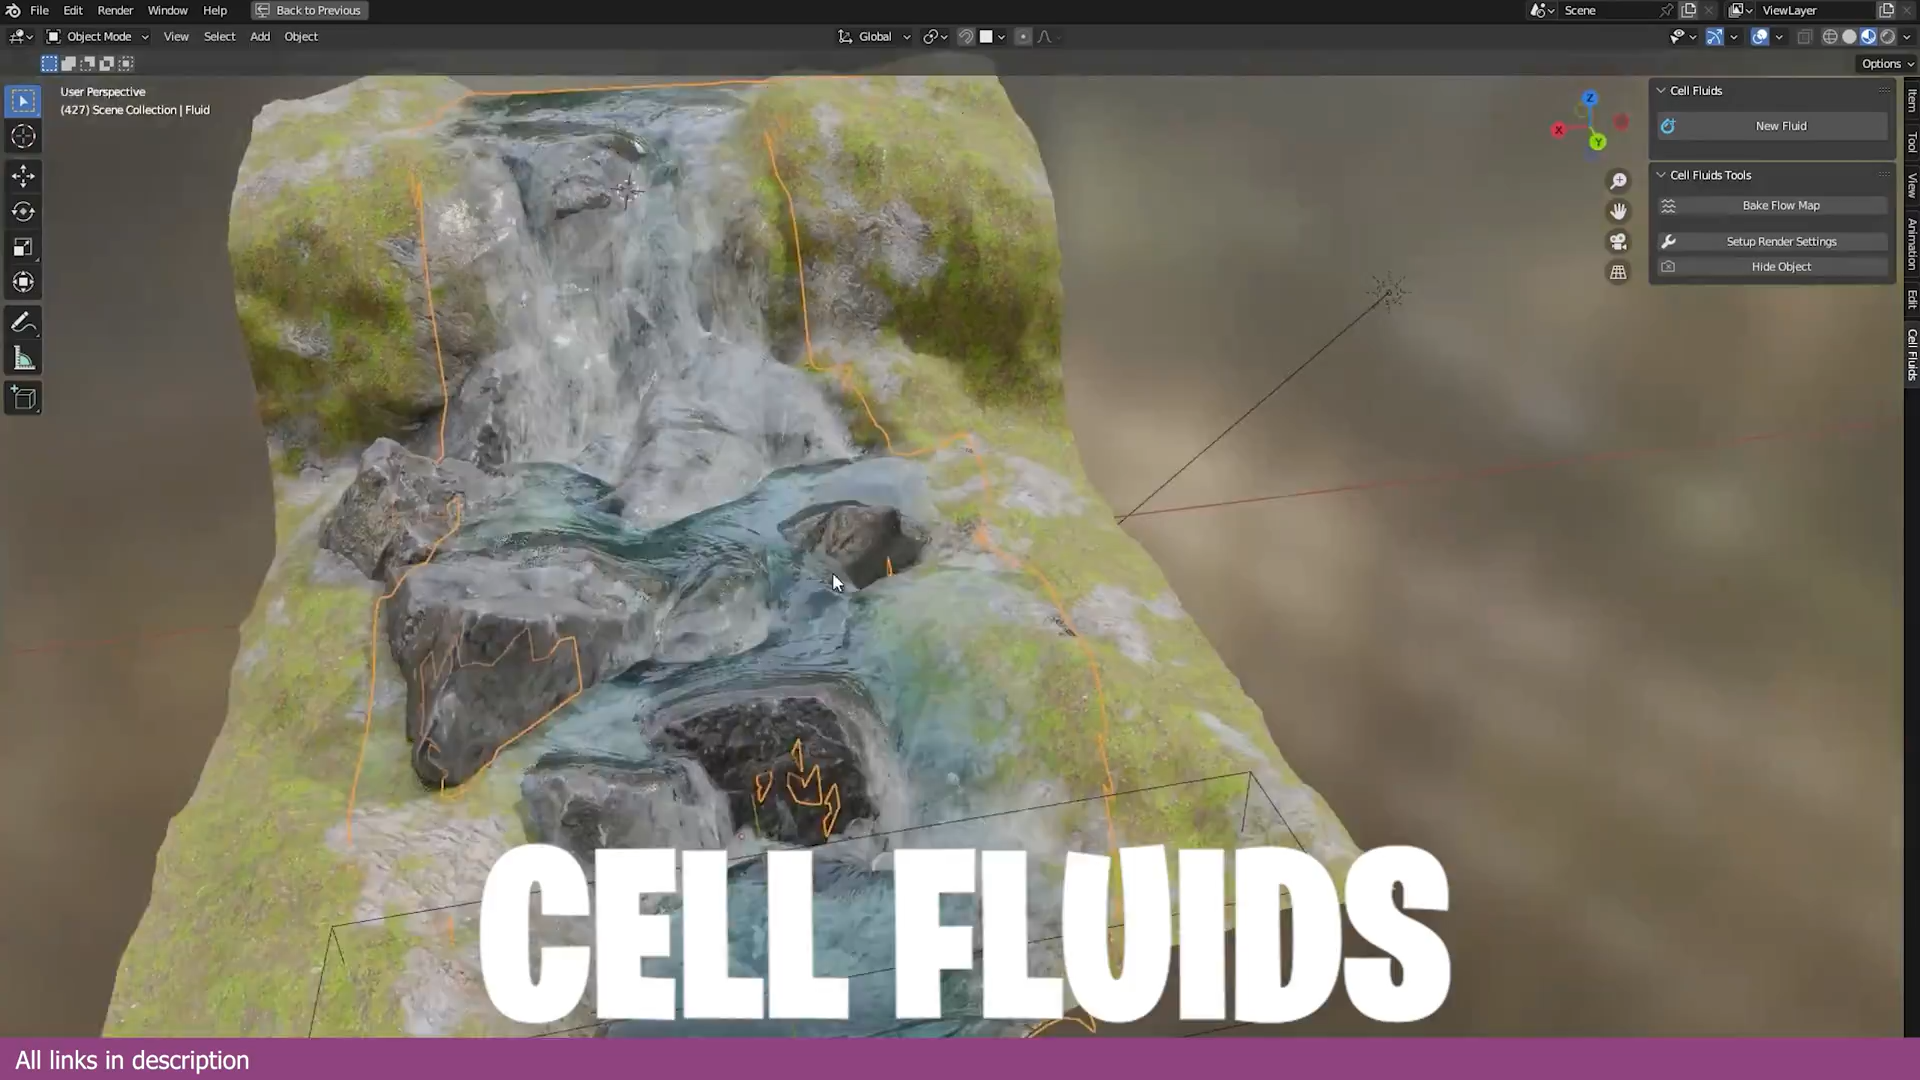 File Edit Render Window Help Back to Previous Scene ViewLayer
Object Mode View Select Add Object Global
Options
User Perspective
(427) Scene Collection | Fluid
Z
X
Y
Cell Fluids
New Fluid
Cell Fluids Tools
Bake Flow Map
Setup Render Settings
Hide Object
Item
Tool
View
Animation
Edit
Cell Fluids
CELL FLUIDS
All links in description